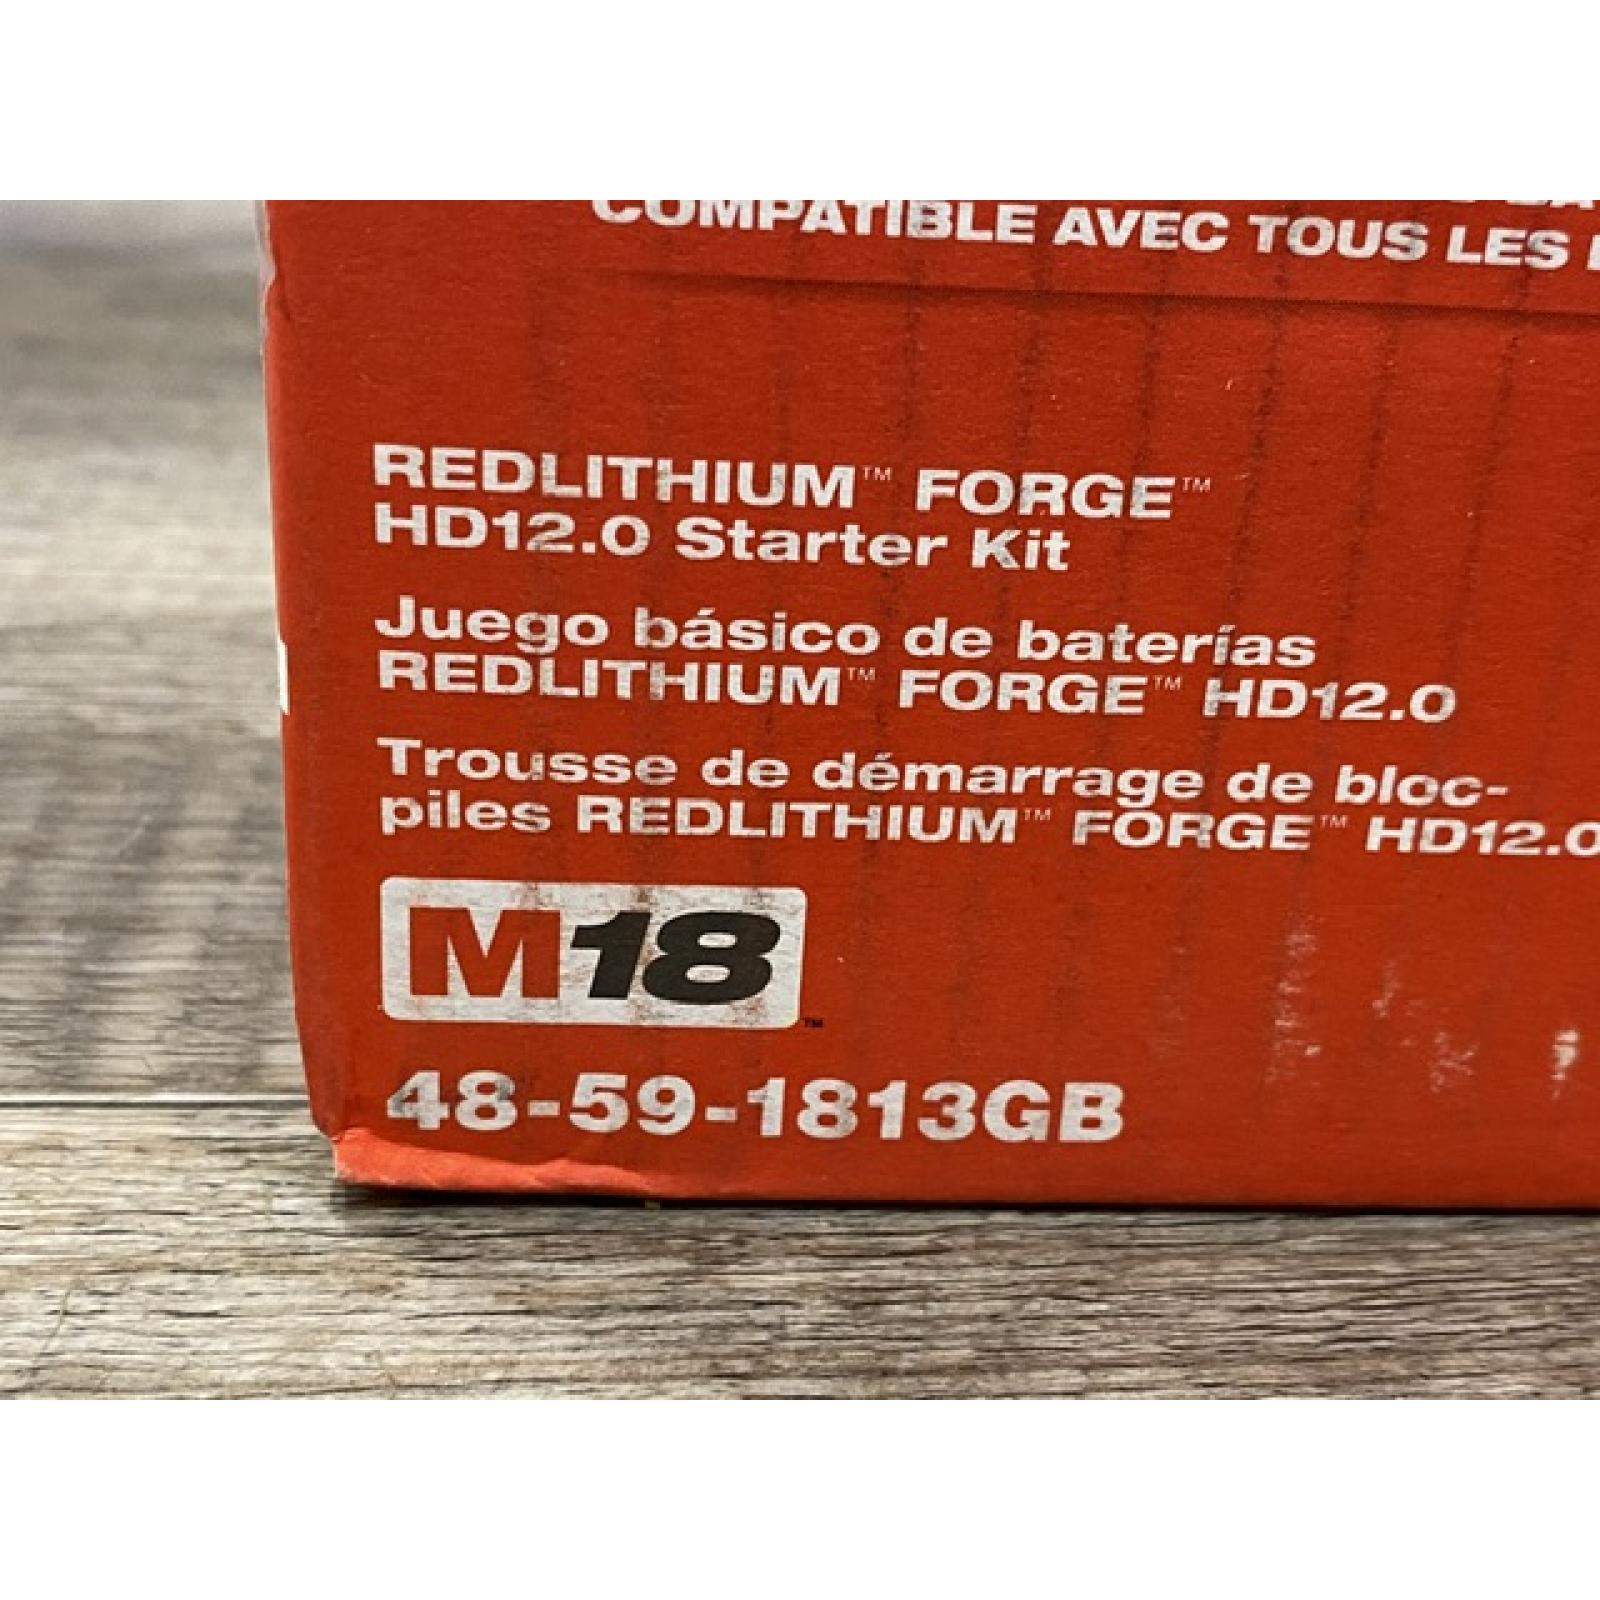 COMPATIBLE AVEC TOUS LES
REDLITHIUM™ FORGE™
HD12.0 Starter Kit
Juego básico de baterías
REDLITHIUM™ FORGE™ HD12.0
Trousse de démarrage de bloc-
piles REDLITHIUM™ FORGE™ HD12.0
M18™
48-59-1813GB